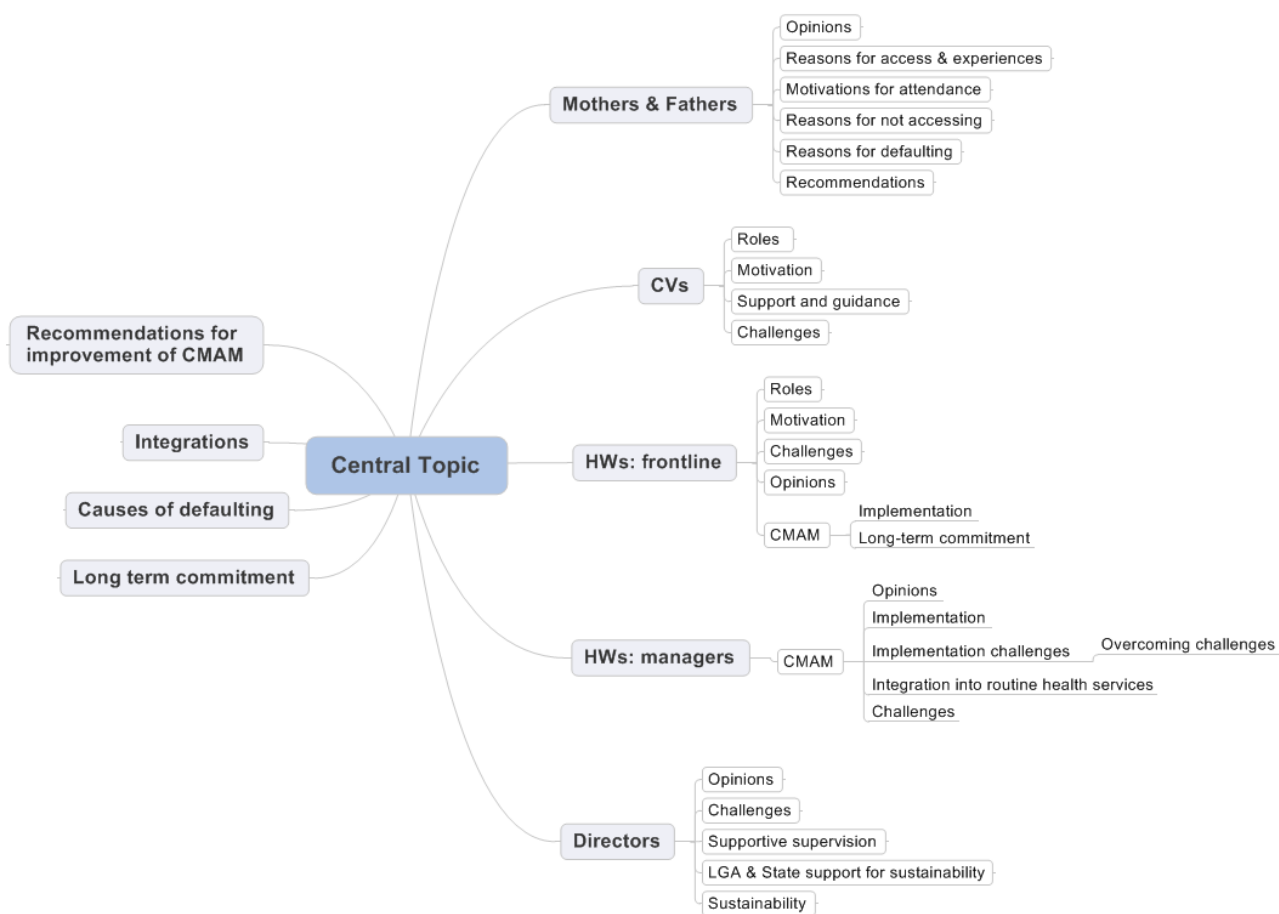 Opinions
Reasons for access & experiences
Mothers & Fathers
Motivations for attendance
Reasons for not accessing
Reasons for defaulting
Recommendations
Roles
Motivation
CVs
Support and guidance
Challenges
Recommendations for
improvement of CMAM
Integrations
Causes of defaulting
Long term commitment
Central Topic
Roles
Motivation
HWs: frontline
Challenges
Opinions
CMAM
Implementation
Long-term commitment
HWs: managers
CMAM
Opinions
Implementation
Implementation challenges
Overcoming challenges
Integration into routine health services
Challenges
Directors
Opinions
Challenges
Supportive supervision
LGA & State support for sustainability
Sustainability